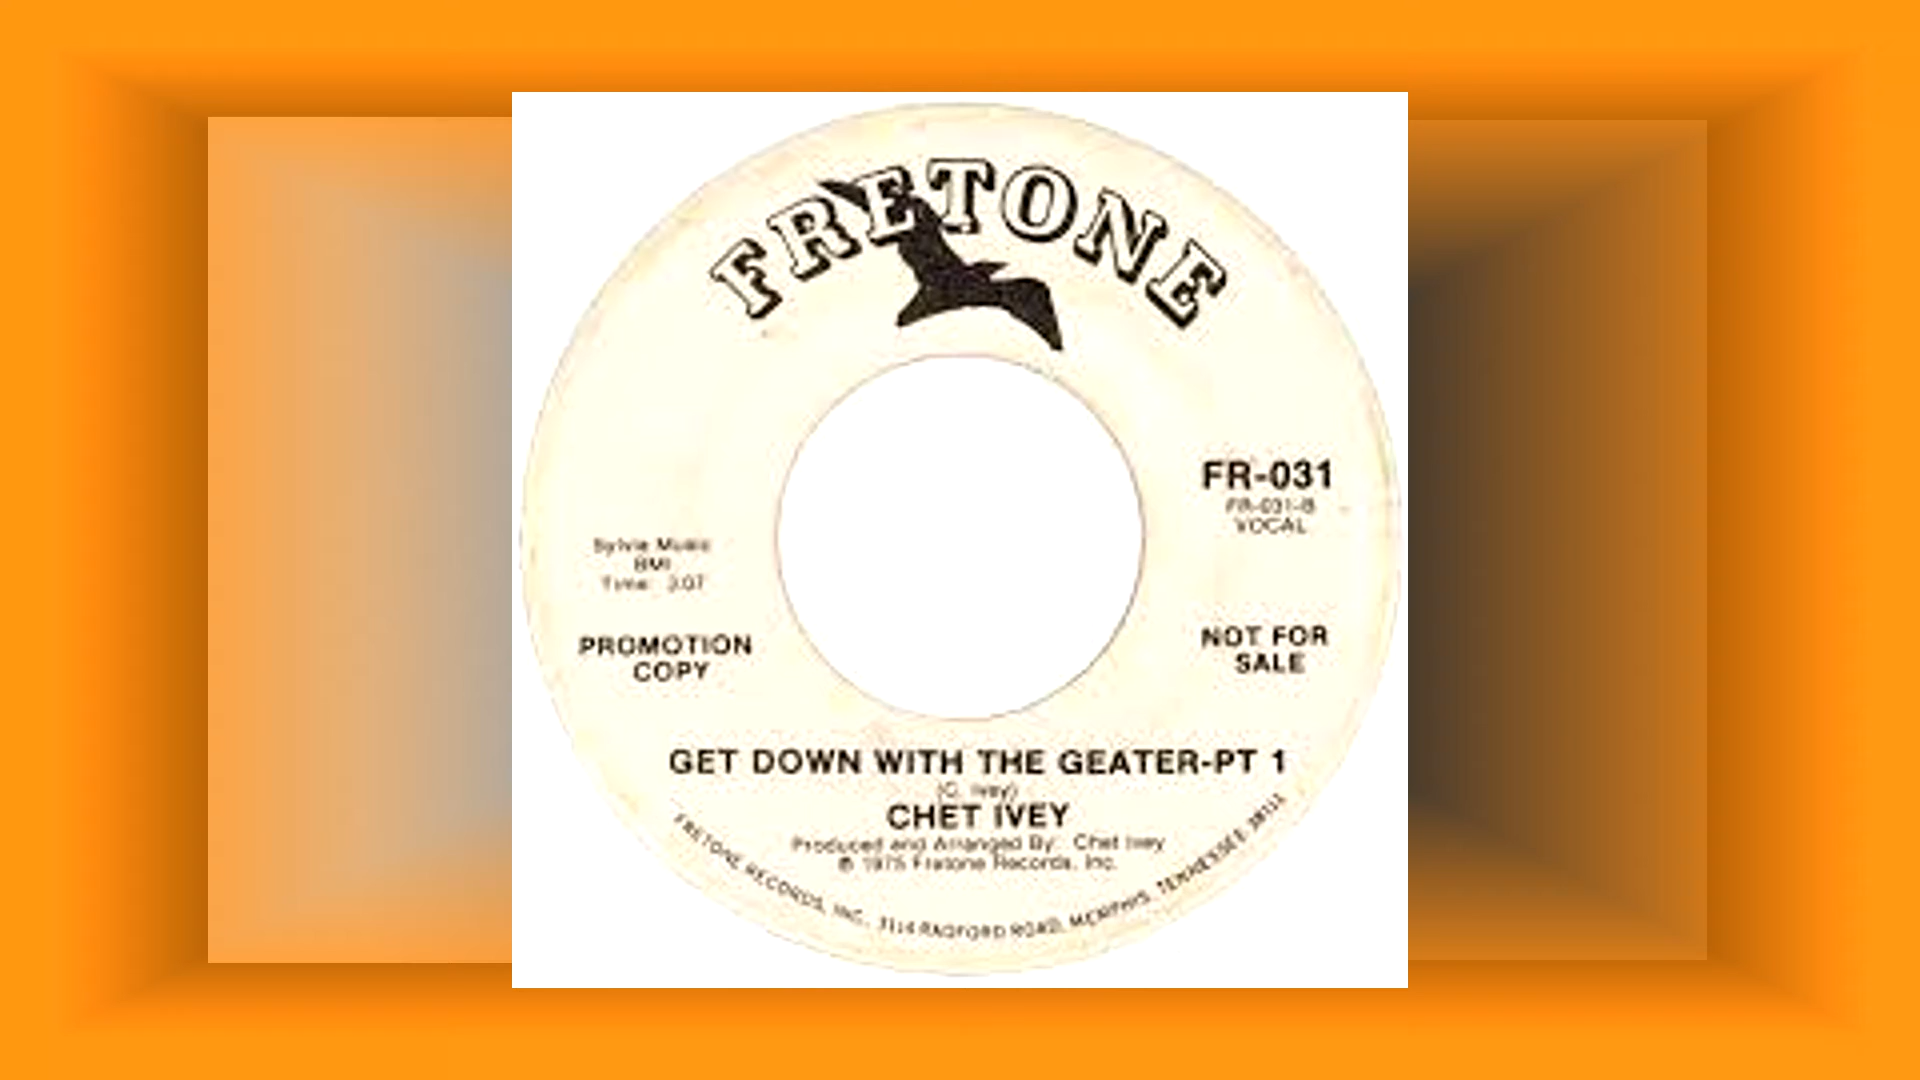 FRETONE
FR-031
FR-031-B
VOCAL
Sylvie Music
BMI
Time: 3:07
PROMOTION
COPY
NOT FOR
SALE
GET DOWN WITH THE GEATER-PT 1
(C. Ivey)
CHET IVEY
Produced and Arranged By: Chet Ivey
℗ 1975 Fretone Records, Inc.
FRETONE RECORDS, INC., 3114 RADFORD ROAD, MEMPHIS, TENNESSEE